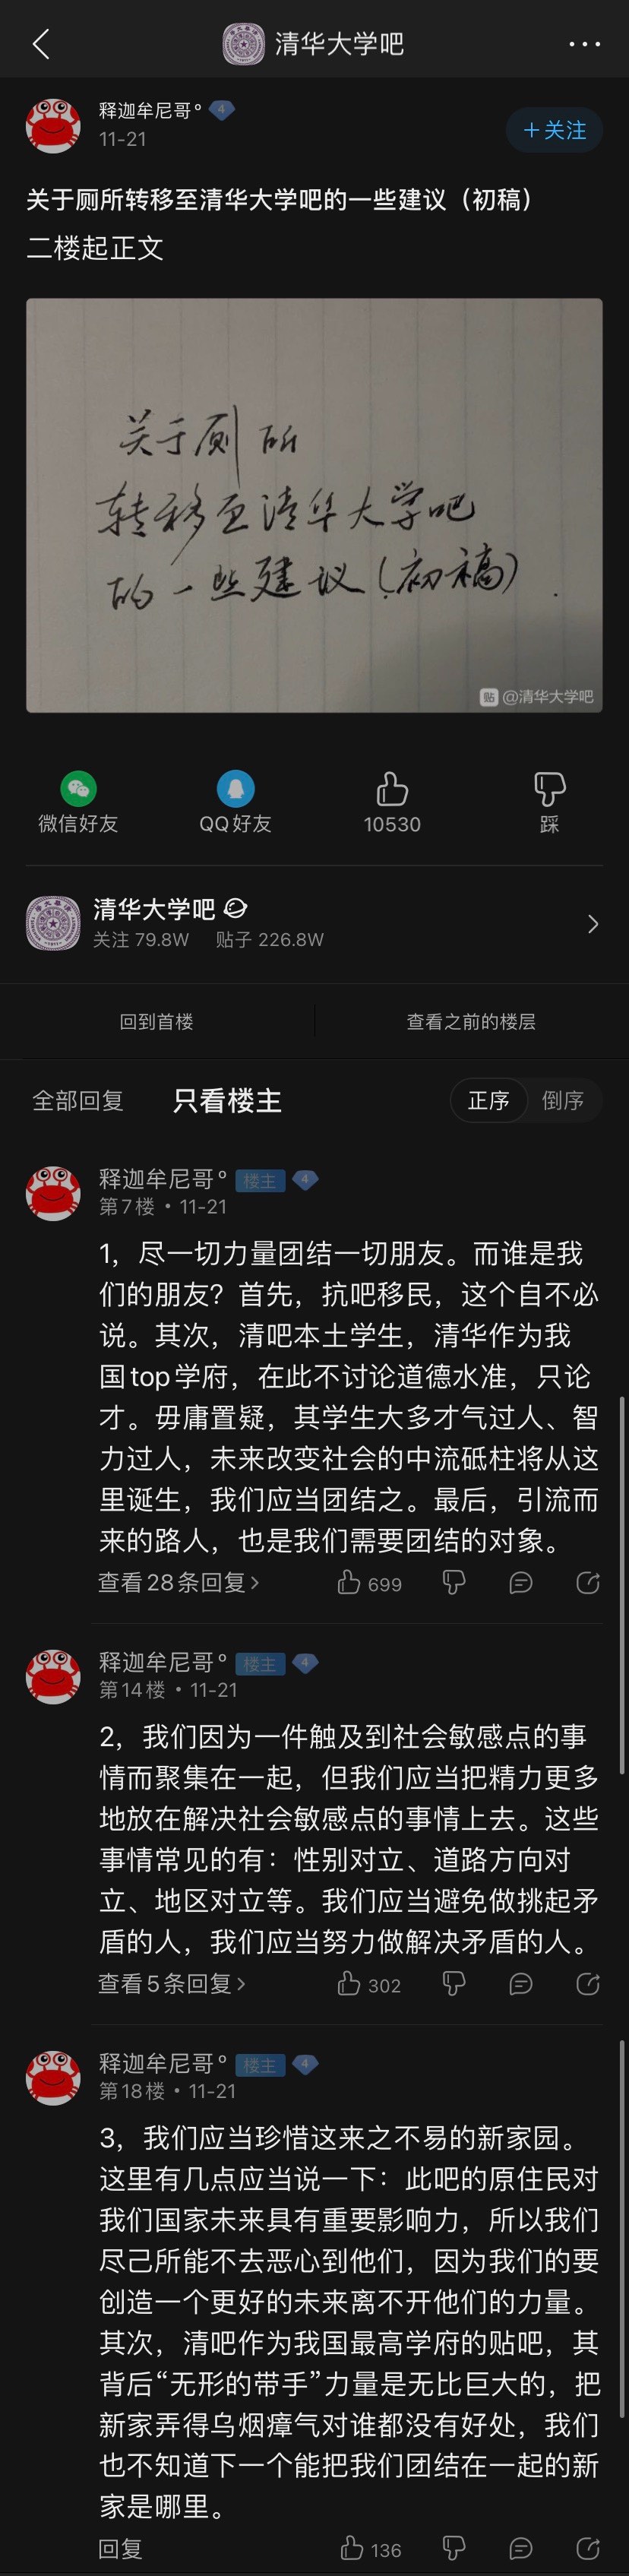 清华大学吧
释迦牟尼哥° 4
11-21
+关注
关于厕所转移至清华大学吧的一些建议（初稿）
二楼起正文
关于厕所
转移至清华大学吧
的一些建议(初稿).
贴 @清华大学吧
微信好友 QQ好友 10530 踩
清华大学吧
关注 79.8W 贴子 226.8W
回到首楼 查看之前的楼层
全部回复 只看楼主 正序 倒序
释迦牟尼哥° 楼主 4
第7楼 • 11-21
1，尽一切力量团结一切朋友。而谁是我
们的朋友？首先，抗吧移民，这个自不必
说。其次，清吧本土学生，清华作为我
国top学府，在此不讨论道德水准，只论
才。毋庸置疑，其学生大多才气过人、智
力过人，未来改变社会的中流砥柱将从这
里诞生，我们应当团结之。最后，引流而
来的路人，也是我们需要团结的对象。
查看28条回复 699
释迦牟尼哥° 楼主 4
第14楼 • 11-21
2，我们因为一件触及到社会敏感点的事
情而聚集在一起，但我们应当把精力更多
地放在解决社会敏感点的事情上去。这些
事情常见的有：性别对立、道路方向对
立、地区对立等。我们应当避免做挑起矛
盾的人，我们应当努力做解决矛盾的人。
查看5条回复 302
释迦牟尼哥° 楼主 4
第18楼 • 11-21
3，我们应当珍惜这来之不易的新家园。
这里有几点应当说一下：此吧的原住民对
我们国家未来具有重要影响力，所以我们
尽己所能不去恶心到他们，因为我们的要
创造一个更好的未来离不开他们的力量。
其次，清吧作为我国最高学府的贴吧，其
背后“无形的带手”力量是无比巨大的，把
新家弄得乌烟瘴气对谁都没有好处，我们
也不知道下一个能把我们团结在一起的新
家是哪里。
回复 136